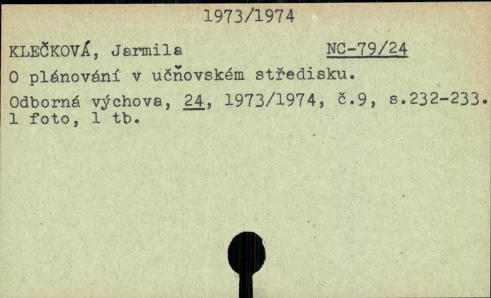 1973/1974
KLEČKOVÁ, Jarmila NC-79/24
O plánování v učňovském středisku.
Odborná výchova, 24, 1973/1974, č.9, s.232-233.
1 foto, 1 tb.